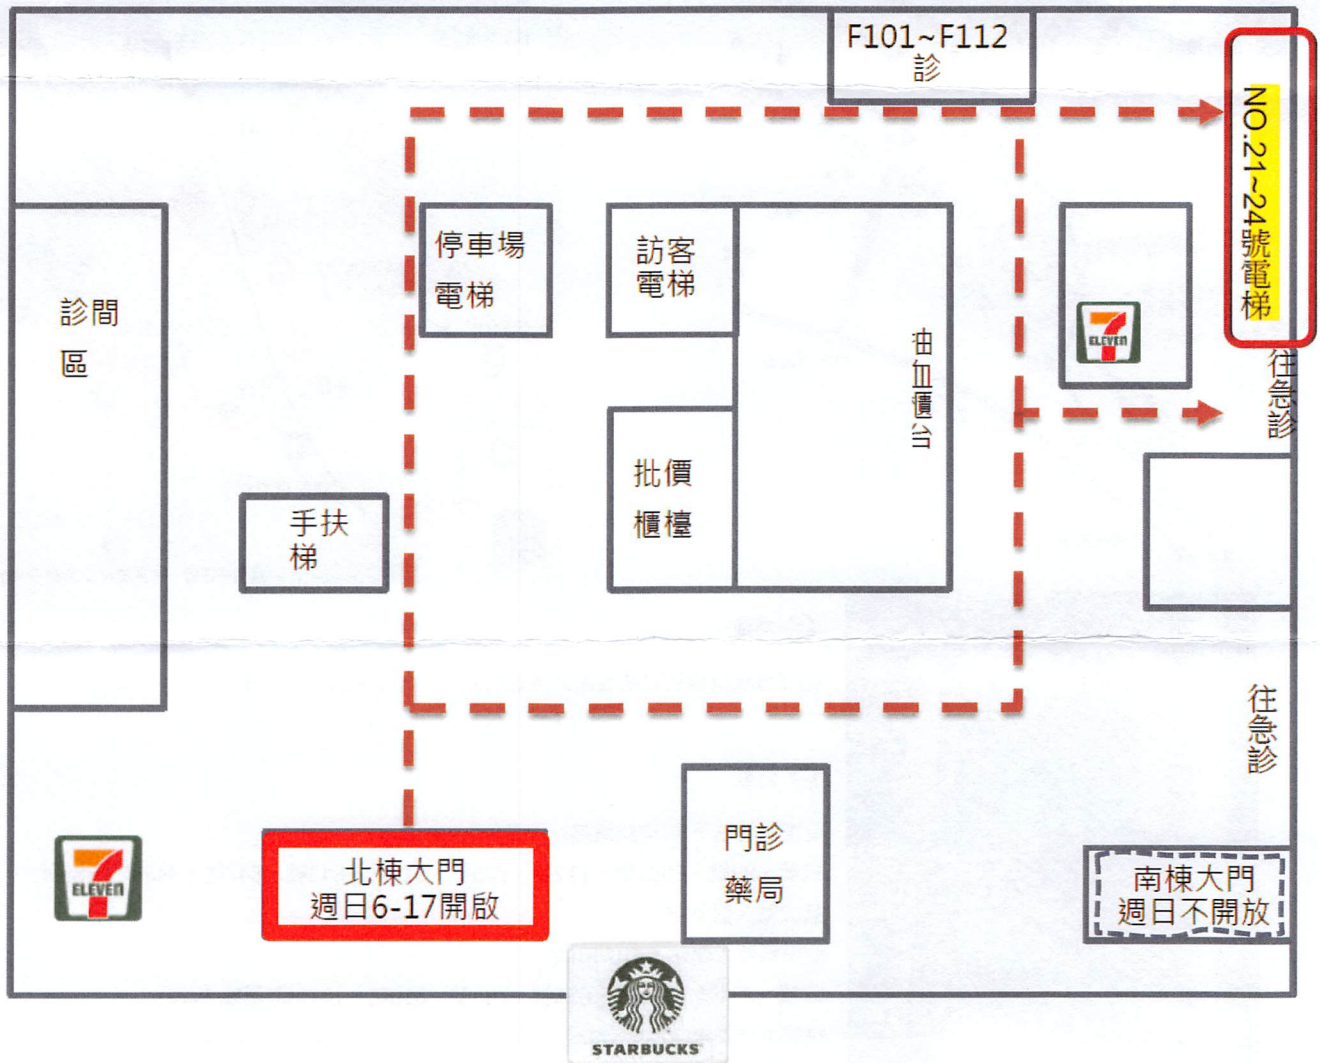 F101~F112
診
NO.21~24號電梯
停車場
電梯
訪客
電梯
診間
區
抽血櫃台
ELEVEN
往急診
批價
櫃檯
手扶
梯
往急診
門診
藥局
ELEVEN
北棟大門
週日6-17開啟
南棟大門
週日不開放
STARBUCKS